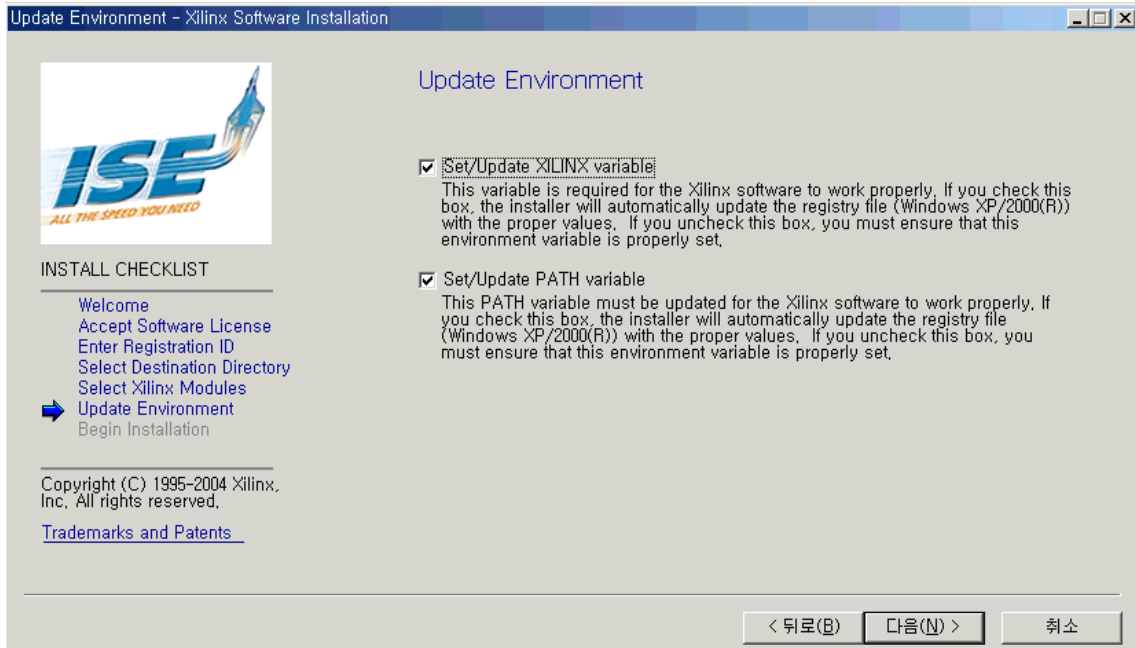 Update Environment - Xilinx Software Installation
ISE
ALL THE SPEED YOU NEED
Update Environment
Set/Update XILINX variable
This variable is required for the Xilinx software to work properly. If you check this
box, the installer will automatically update the registry file (Windows XP/2000(R))
with the proper values. If you uncheck this box, you must ensure that this
environment variable is properly set.
Set/Update PATH variable
This PATH variable must be updated for the Xilinx software to work properly. If
you check this box, the installer will automatically update the registry file
(Windows XP/2000(R)) with the proper values. If you uncheck this box, you
must ensure that this environment variable is properly set.
INSTALL CHECKLIST
Welcome
Accept Software License
Enter Registration ID
Select Destination Directory
Select Xilinx Modules
Update Environment
Begin Installation
Copyright (C) 1995-2004 Xilinx,
Inc. All rights reserved.
Trademarks and Patents
< 뒤로(B) 다음(N) > 취소